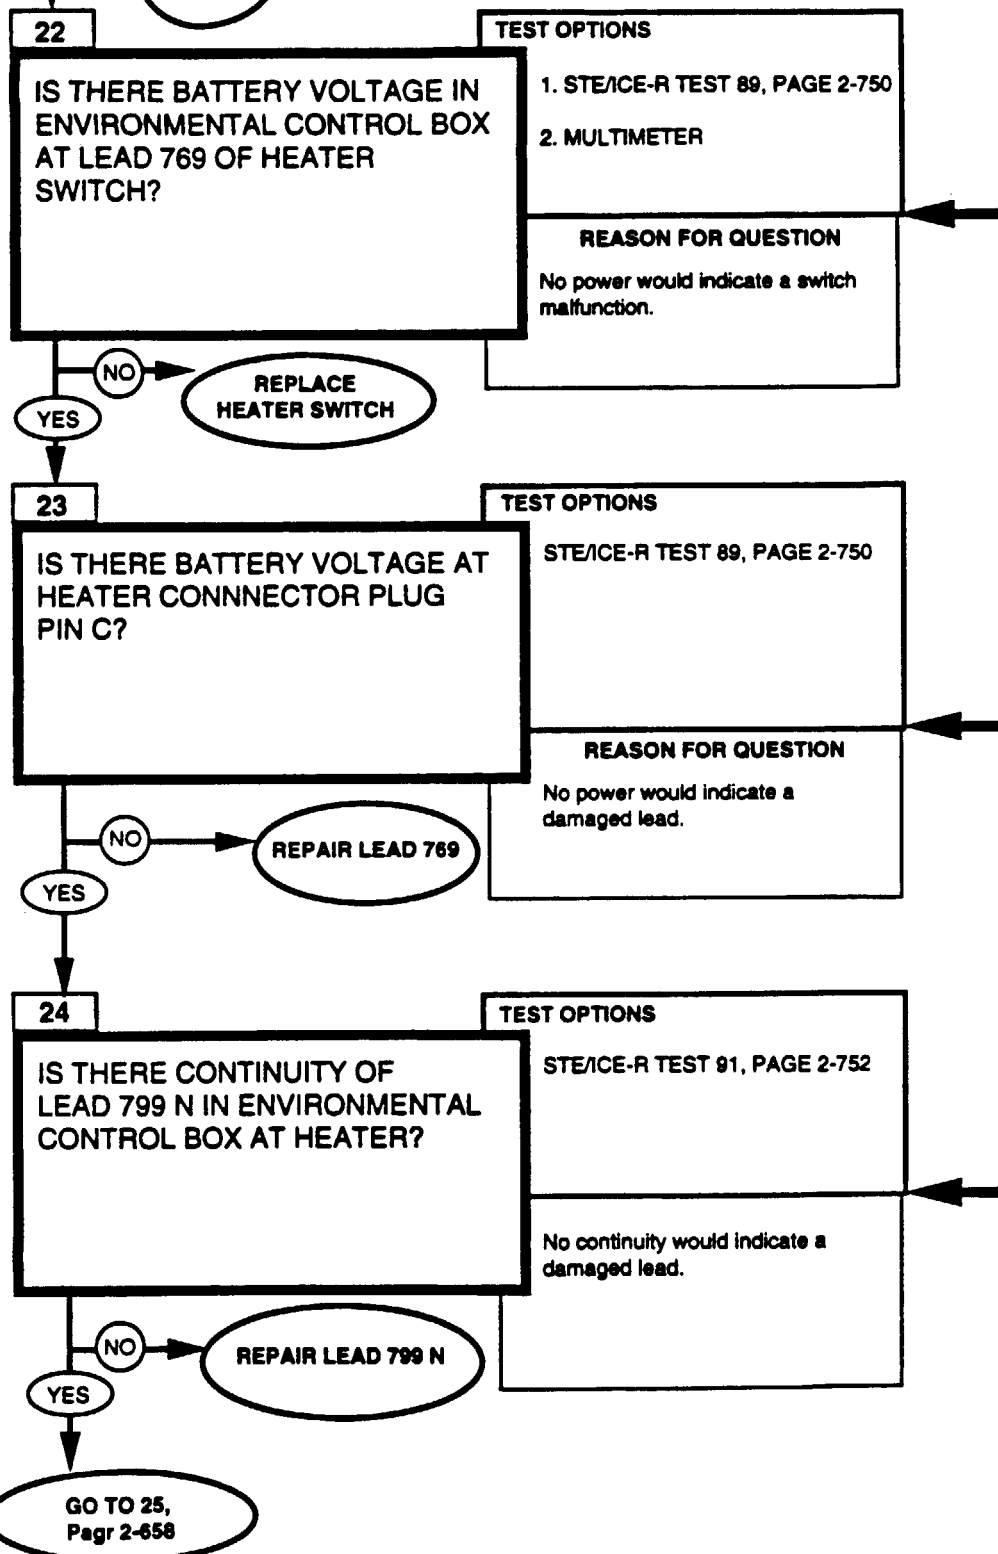 22
IS THERE BATTERY VOLTAGE IN
ENVIRONMENTAL CONTROL BOX
AT LEAD 769 OF HEATER
SWITCH?
TEST OPTIONS
1. STE/ICE-R TEST 89, PAGE 2-750
2. MULTIMETER
REASON FOR QUESTION
No power would indicate a switch
malfunction.
NO
REPLACE
HEATER SWITCH
YES
23
IS THERE BATTERY VOLTAGE AT
HEATER CONNNECTOR PLUG
PIN C?
TEST OPTIONS
STE/ICE-R TEST 89, PAGE 2-750
REASON FOR QUESTION
No power would indicate a
damaged lead.
NO
REPAIR LEAD 769
YES
24
IS THERE CONTINUITY OF
LEAD 799 N IN ENVIRONMENTAL
CONTROL BOX AT HEATER?
TEST OPTIONS
STE/ICE-R TEST 91, PAGE 2-752
No continuity would indicate a
damaged lead.
NO
REPAIR LEAD 799 N
YES
GO TO 25,
Pagr 2-658